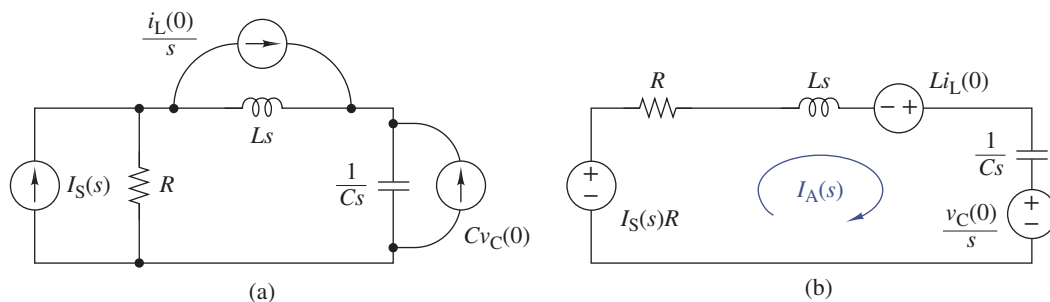 i_L(0)
s
Ls
I_S(s)
R
1
Cs
Cv_C(0)
(a)
R
Ls
Li_L(0)
− +
+
−
I_S(s)R
I_A(s)
1
Cs
v_C(0)
s
+
−
(b)